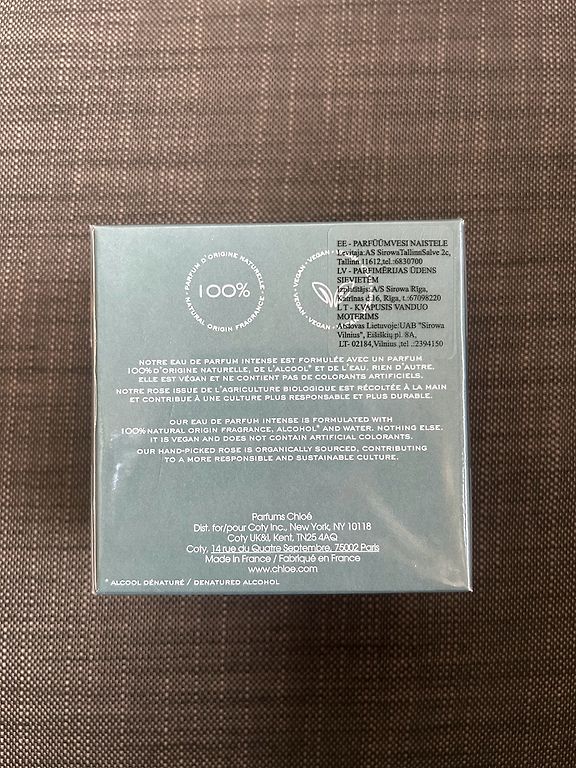 PARFUM D'ORIGINE NATURELLE
100%
NATURAL ORIGIN FRAGRANCE
VEGAN • VEGAN • VEGAN
EE - PARFÜÜMVESI NAISTELE
Levitaja:AS SirowaTallinnSalve 2c,
Tallinn 11612,tel.:6830700
LV - PARFIMĒRIJAS ŪDENS
SIEVIETĒM
Izplatītājs:A/S Sirowa Rīga,
Katrīnas d.16, Rīga, t.:67098220
LT - KVAPUSIS VANDUO
MOTERIMS
Atstovas Lietuvoje:UAB "Sirowa
Vilnius", Eišiškių pl. 8A,
LT- 02184,Vilnius ,tel .:2394150
NOTRE EAU DE PARFUM INTENSE EST FORMULÉE AVEC UN PARFUM
100% D'ORIGINE NATURELLE, DE L'ALCOOL* ET DE L'EAU. RIEN D'AUTRE.
ELLE EST VÉGAN ET NE CONTIENT PAS DE COLORANTS ARTIFICIELS.
NOTRE ROSE ISSUE DE L'AGRICULTURE BIOLOGIQUE EST RÉCOLTÉE À LA MAIN
ET CONTRIBUE À UNE CULTURE PLUS RESPONSABLE ET PLUS DURABLE.
OUR EAU DE PARFUM INTENSE IS FORMULATED WITH
100% NATURAL ORIGIN FRAGRANCE, ALCOHOL* AND WATER. NOTHING ELSE.
IT IS VEGAN AND DOES NOT CONTAIN ARTIFICIAL COLORANTS.
OUR HAND-PICKED ROSE IS ORGANICALLY SOURCED, CONTRIBUTING
TO A MORE RESPONSIBLE AND SUSTAINABLE CULTURE.
Parfums Chloé
Dist. for/pour Coty Inc., New York, NY 10118
Coty UK&I, Kent, TN25 4AQ
Coty, 14 rue du Quatre Septembre, 75002 Paris
Made in France / Fabriqué en France
www.chloe.com
* ALCOOL DÉNATURÉ / DENATURED ALCOHOL